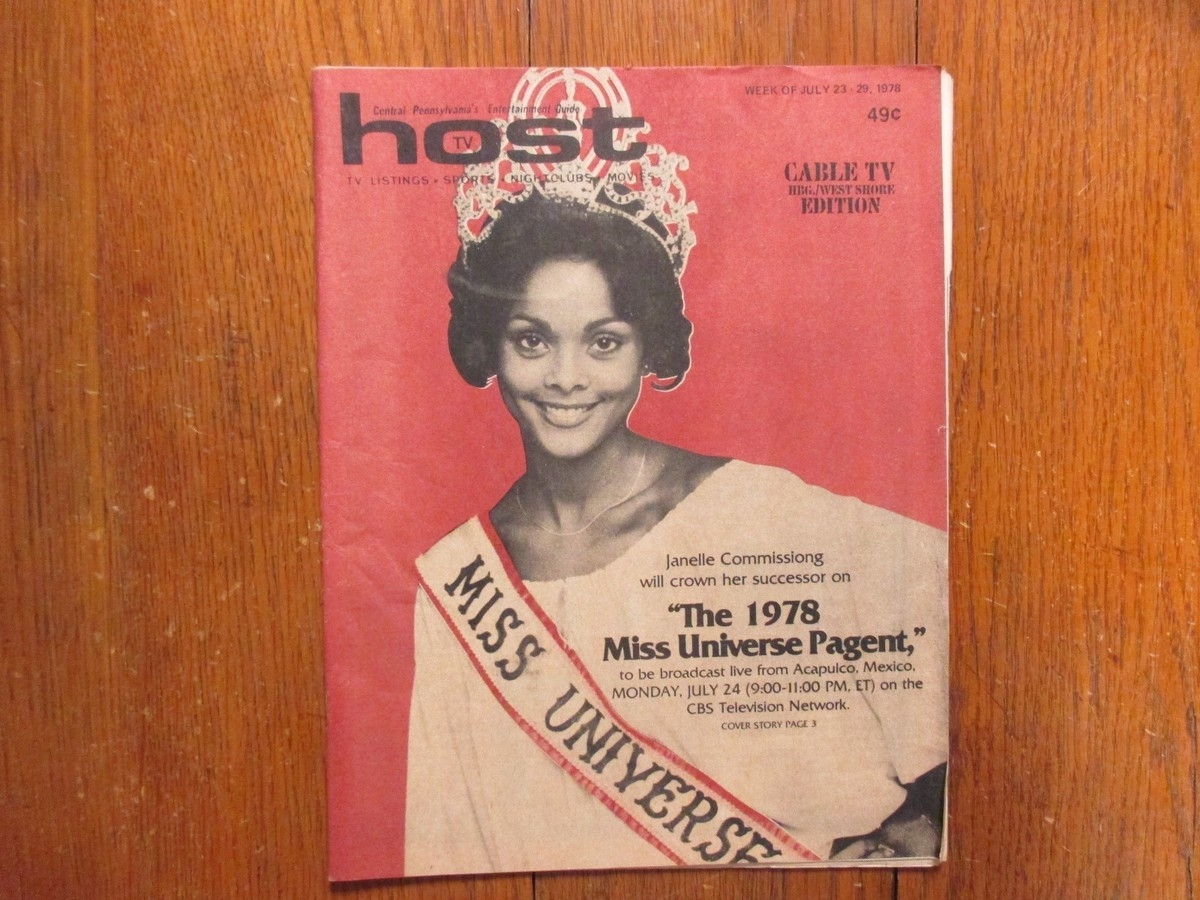 WEEK OF JULY 23 - 29, 1978
49¢
Central Pennsylvania's Entertainment Guide
host
TV
TV LISTINGS • SPORTS • NIGHTCLUBS • MOVIES
CABLE TV
HBG./WEST SHORE
EDITION
Janelle Commissiong
will crown her successor on
"The 1978
Miss Universe Pagent,"
to be broadcast live from Acapulco, Mexico,
MONDAY, JULY 24 (9:00-11:00 PM, ET) on the
CBS Television Network.
COVER STORY PAGE 3
MISS UNIVERSE